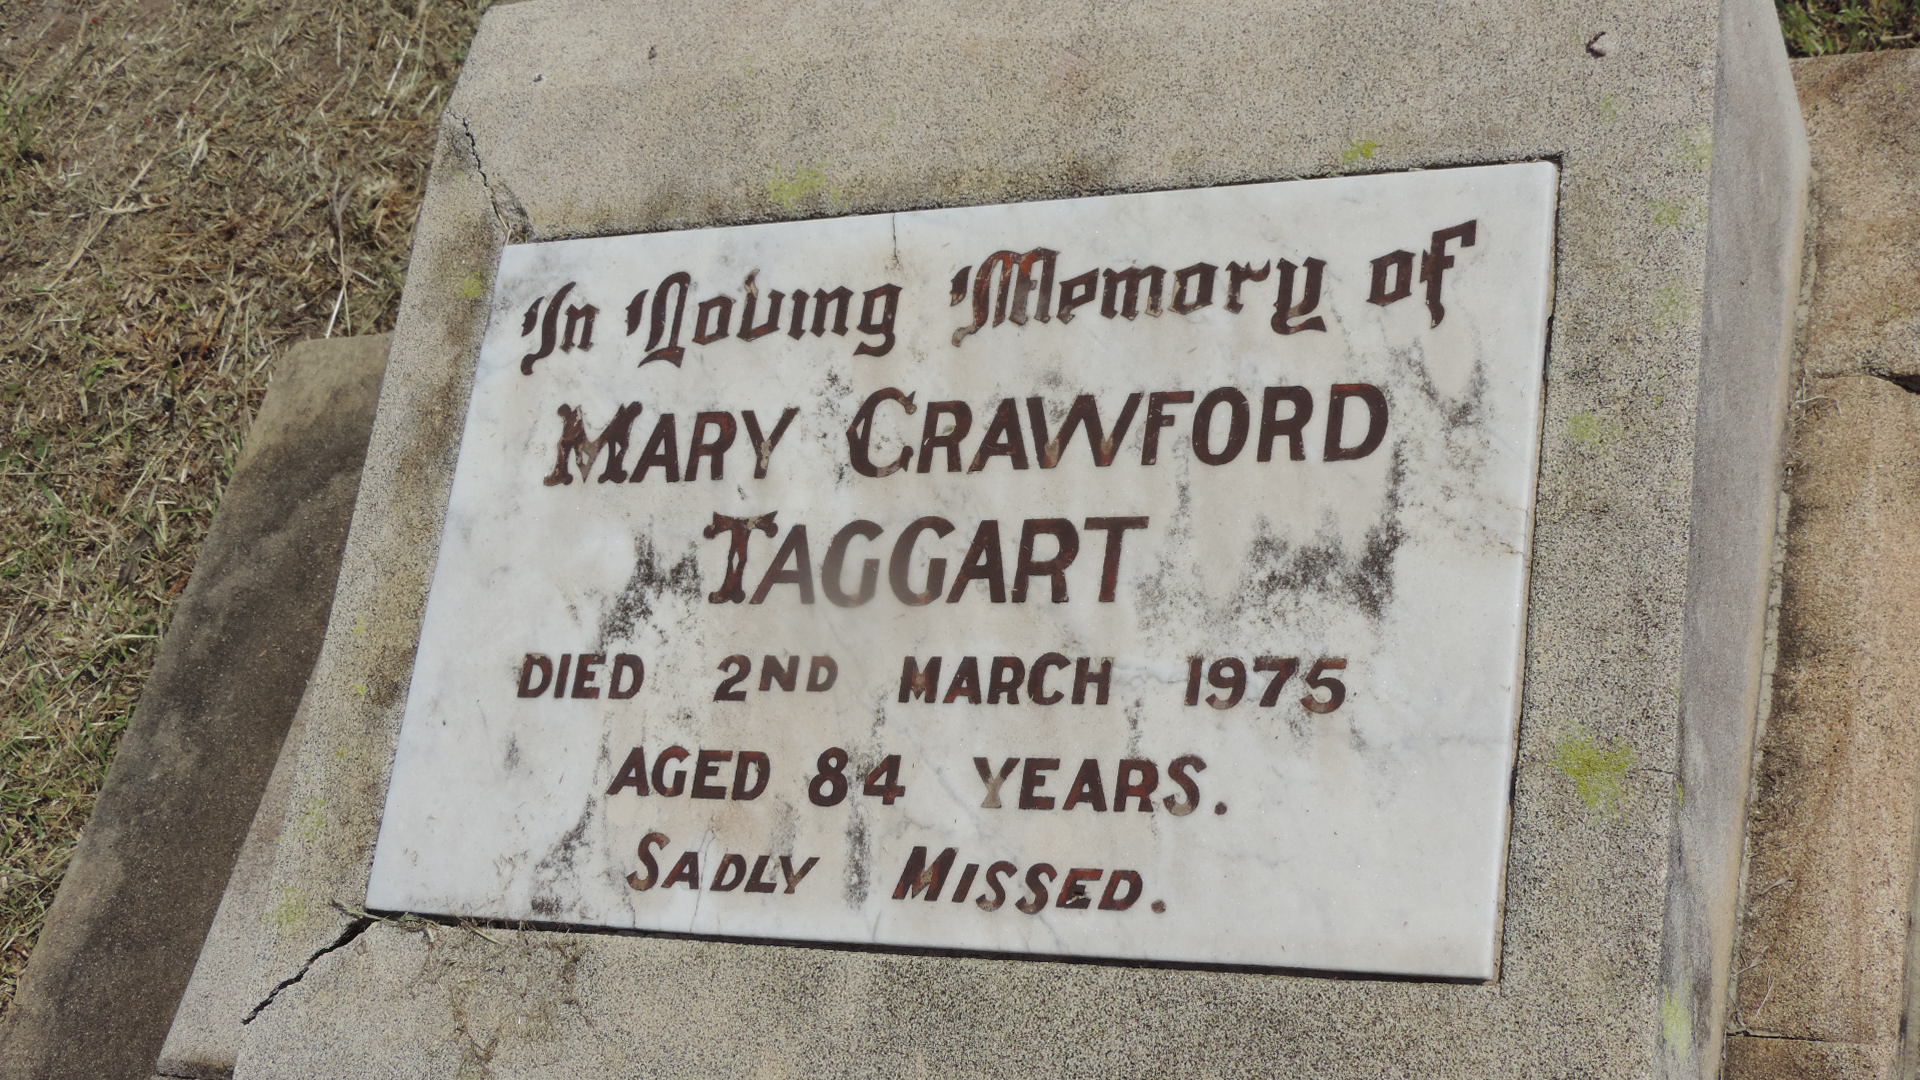 In Loving Memory of
MARY CRAWFORD
TAGGART
DIED 2ND MARCH 1975
AGED 84 YEARS.
SADLY MISSED.